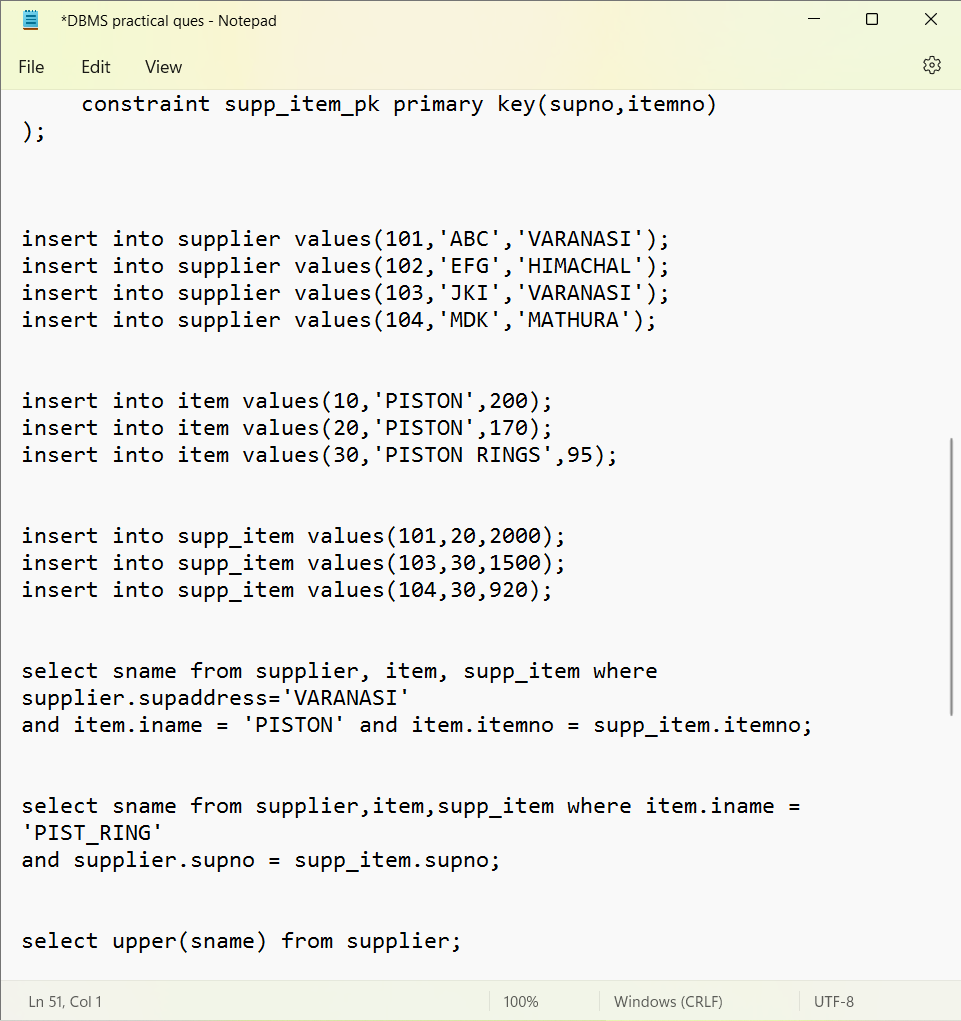 *DBMS practical ques - Notepad
File Edit View
constraint supp_item_pk primary key(supno,itemno)
);
insert into supplier values(101,'ABC','VARANASI');
insert into supplier values(102,'EFG','HIMACHAL');
insert into supplier values(103,'JKI','VARANASI');
insert into supplier values(104,'MDK','MATHURA');
insert into item values(10,'PISTON',200);
insert into item values(20,'PISTON',170);
insert into item values(30,'PISTON RINGS',95);
insert into supp_item values(101,20,2000);
insert into supp_item values(103,30,1500);
insert into supp_item values(104,30,920);
select sname from supplier, item, supp_item where
supplier.supaddress='VARANASI'
and item.iname = 'PISTON' and item.itemno = supp_item.itemno;
select sname from supplier,item,supp_item where item.iname =
'PIST_RING'
and supplier.supno = supp_item.supno;
select upper(sname) from supplier;
Ln 51, Col 1 100% Windows (CRLF) UTF-8